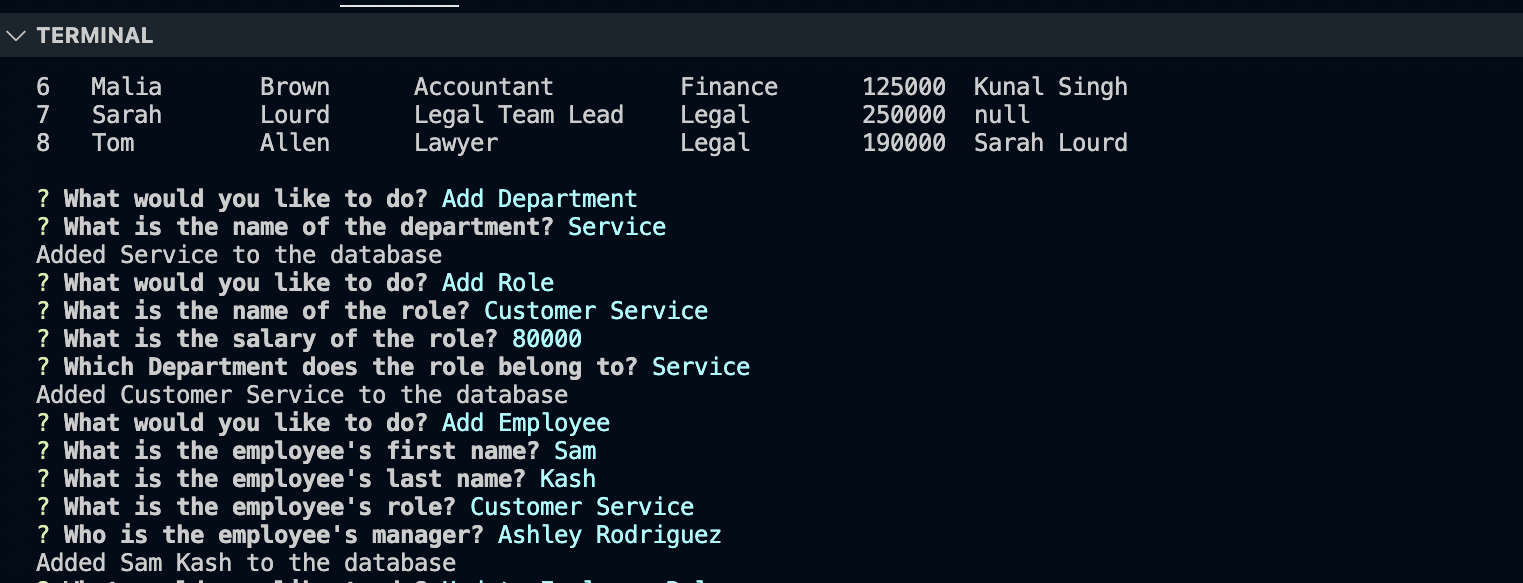 TERMINAL
6 Malia Brown Accountant Finance 125000 Kunal Singh
7 Sarah Lourd Legal Team Lead Legal 250000 null
8 Tom Allen Lawyer Legal 190000 Sarah Lourd
? What would you like to do? Add Department
? What is the name of the department? Service
Added Service to the database
? What would you like to do? Add Role
? What is the name of the role? Customer Service
? What is the salary of the role? 80000
? Which Department does the role belong to? Service
Added Customer Service to the database
? What would you like to do? Add Employee
? What is the employee's first name? Sam
? What is the employee's last name? Kash
? What is the employee's role? Customer Service
? Who is the employee's manager? Ashley Rodriguez
Added Sam Kash to the database